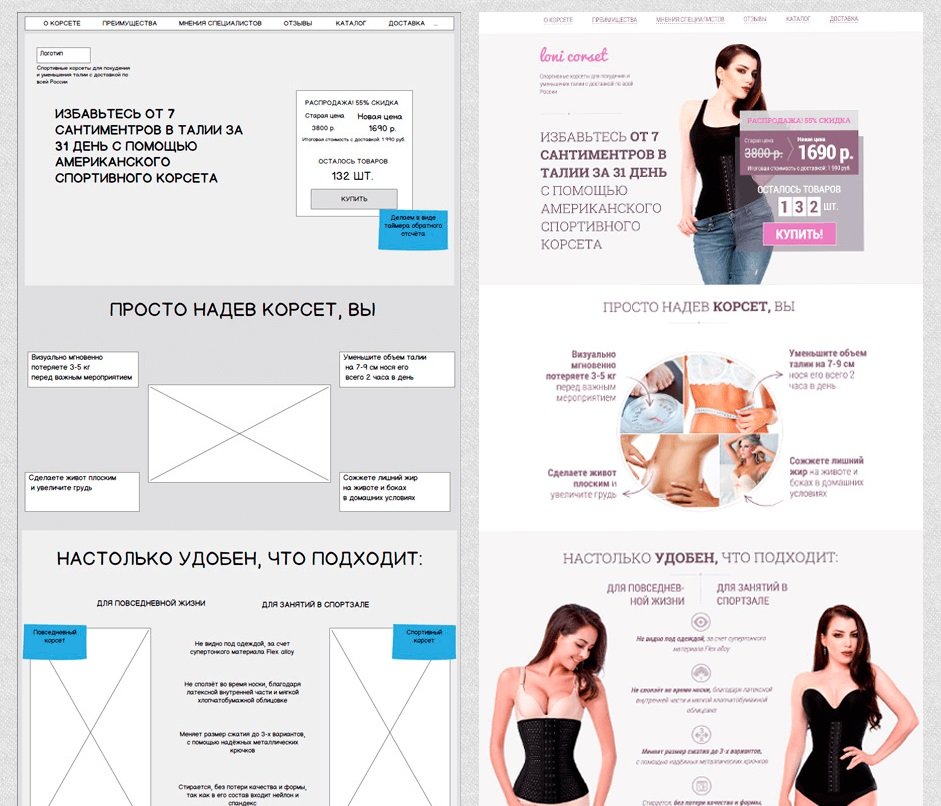 О КОРСЕТЕ ПРЕИМУЩЕСТВА МНЕНИЯ СПЕЦИАЛИСТОВ ОТЗЫВЫ КАТАЛОГ ДОСТАВКА ...
Логотип
Спортивные корсеты для похудения
и уменьшения талии с доставкой по
всей России
ИЗБАВЬТЕСЬ ОТ 7
САНТИМЕНТРОВ В ТАЛИИ ЗА
31 ДЕНЬ С ПОМОЩЬЮ
АМЕРИКАНСКОГО
СПОРТИВНОГО КОРСЕТА
РАСПРОДАЖА! 55% СКИДКА
Старая цена Новая цена
3800 р. 1690 р.
Итоговая стоимость с доставкой: 1 990 руб.
ОСТАЛОСЬ ТОВАРОВ
132 ШТ.
КУПИТЬ
Делаем в виде
таймера обратного
отсчёта
ПРОСТО НАДЕВ КОРСЕТ, ВЫ
Визуально мгновенно
потеряете 3-5 кг
перед важным мероприятием
Уменьшите объем талии
на 7-9 см нося его
всего 2 часа в день
Сделаете живот плоским
и увеличите грудь
Сожжете лишний жир
на животе и боках
в домашних условиях
НАСТОЛЬКО УДОБЕН, ЧТО ПОДХОДИТ:
ДЛЯ ПОВСЕДНЕВНОЙ ЖИЗНИ ДЛЯ ЗАНЯТИЙ В СПОРТЗАЛЕ
Повседневный
корсет
Спортивный
корсет
Не видно под одеждой, за счет
супертонкого материала Flex alloy
Не сползёт во время носки, благодаря
латексной внутренней части и мягкой
хлопчатобумажной облицовке
Меняет размер сжатия до 3-х вариантов,
с помощью надёжных металлических
крючков
Стирается, без потери качества и формы,
так как в его состав входит нейлон и
спандекс
О КОРСЕТЕ ПРЕИМУЩЕСТВА МНЕНИЯ СПЕЦИАЛИСТОВ ОТЗЫВЫ КАТАЛОГ ДОСТАВКА
loni corset
Спортивные корсеты для похудения и
уменьшения талии с доставкой по всей
России
ИЗБАВЬТЕСЬ ОТ 7
САНТИМЕНТРОВ В
ТАЛИИ ЗА 31 ДЕНЬ
С ПОМОЩЬЮ
АМЕРИКАНСКОГО
СПОРТИВНОГО
КОРСЕТА
РАСПРОДАЖА! 55% СКИДКА
Старая цена Новая цена
3800 р. 1690 р.
Итоговая стоимость с доставкой: 1 990 руб.
ОСТАЛОСЬ ТОВАРОВ
132 ШТ.
КУПИТЬ!
ПРОСТО НАДЕВ КОРСЕТ, ВЫ
Визуально
мгновенно
потеряете 3-5 кг
перед важным
мероприятием
Уменьшите объем
талии на 7-9 см
нося его всего 2
часа в день
Сделаете живот
плоским и
увеличите грудь
Сожжете лишний
жир на животе и
боках в домашних
условиях
НАСТОЛЬКО УДОБЕН, ЧТО ПОДХОДИТ:
ДЛЯ ПОВСЕДНЕВ-
НОЙ ЖИЗНИ
ДЛЯ ЗАНЯТИЙ В
СПОРТЗАЛЕ
Не видно под одеждой, за счет супертонкого
материала Flex alloy
Не сползёт во время носки, благодаря латексной
внутренней части и мягкой хлопчатобумажной
облицовке
Меняет размер сжатия до 3-х вариантов,
с помощью надёжных металлических крючков
Стирается, без потери качества и формы,